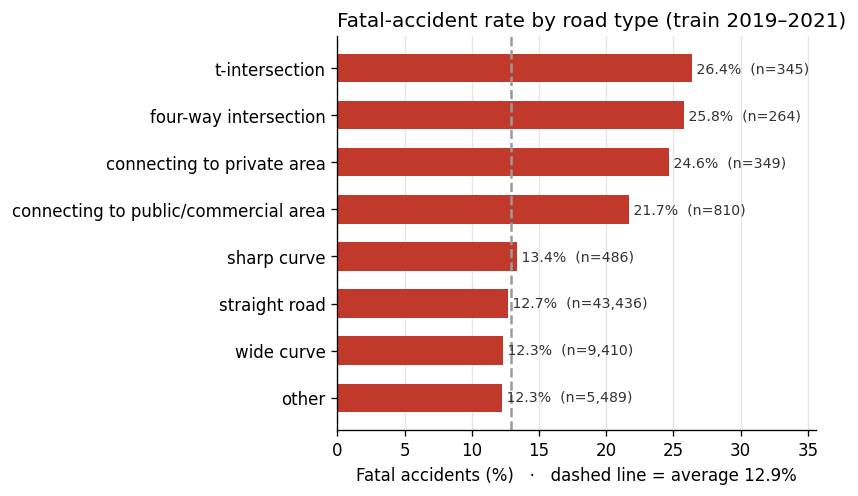 Fatal-accident rate by road type (train 2019–2021)
t-intersection 26.4% (n=345)
four-way intersection 25.8% (n=264)
connecting to private area 24.6% (n=349)
connecting to public/commercial area 21.7% (n=810)
sharp curve 13.4% (n=486)
straight road 12.7% (n=43,436)
wide curve 12.3% (n=9,410)
other 12.3% (n=5,489)
0 5 10 15 20 25 30 35
Fatal accidents (%) · dashed line = average 12.9%